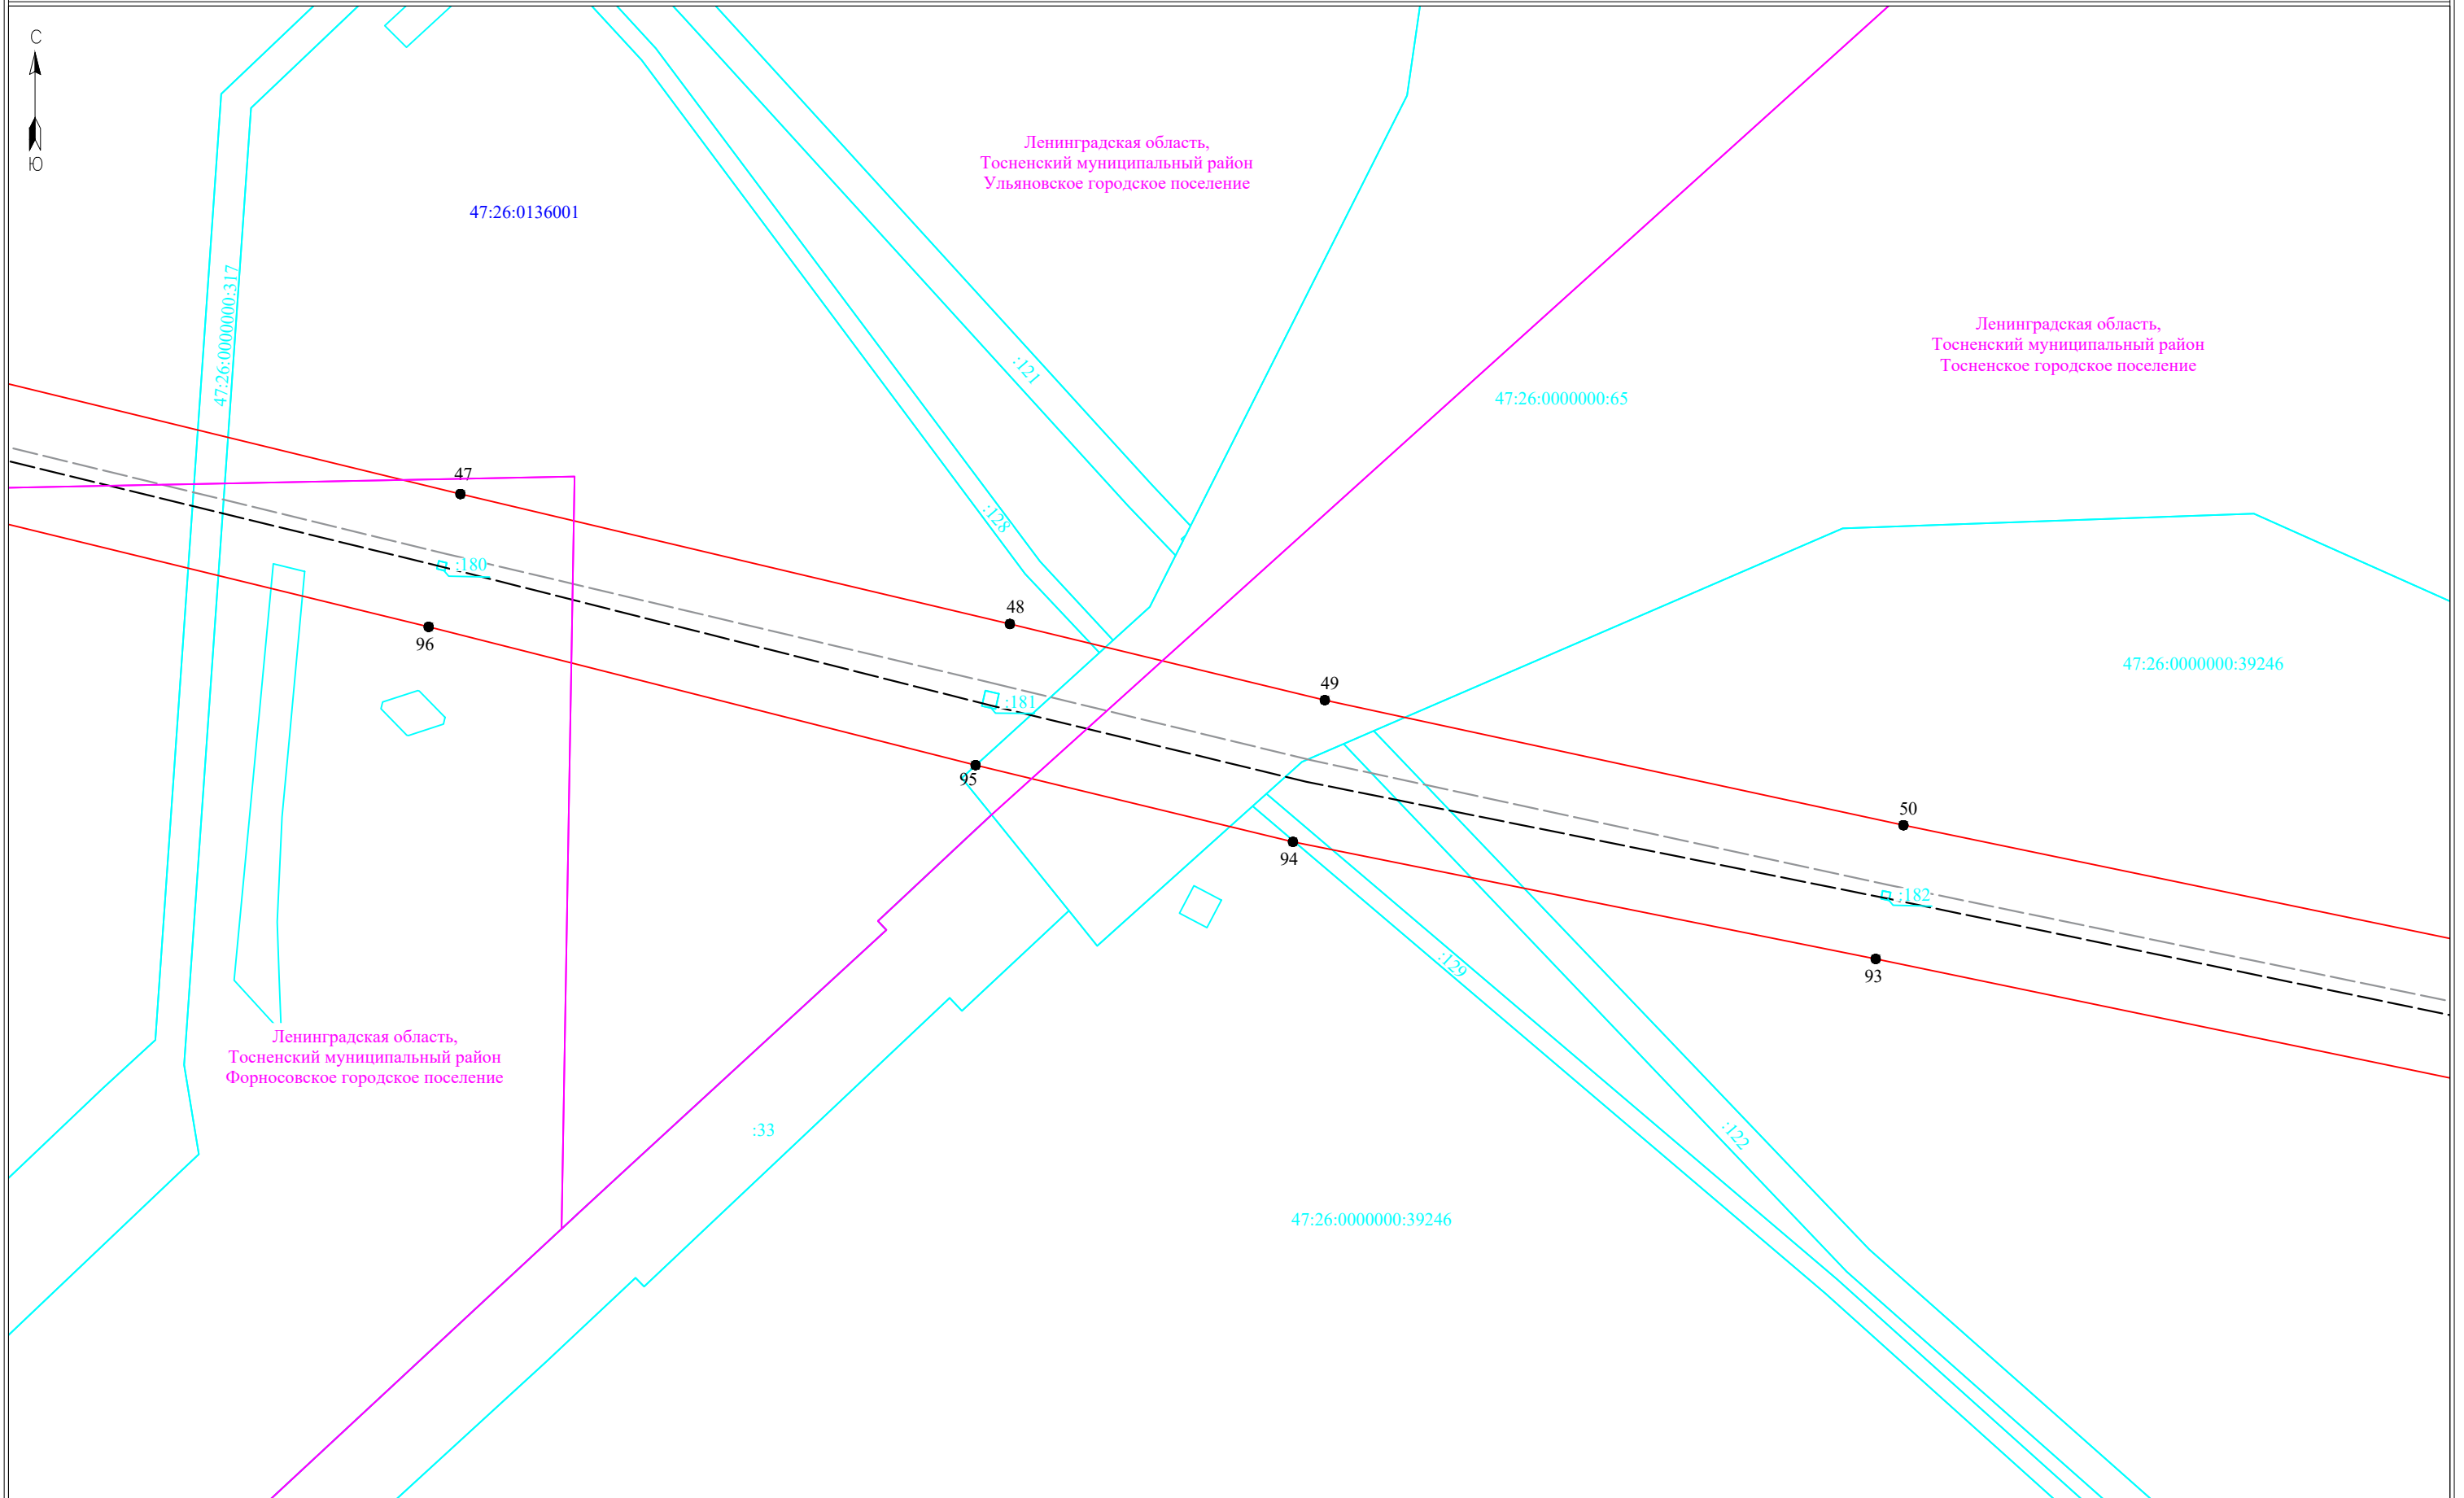 С
Ю
Ленинградская область,
Тосненский муниципальный район
Ульяновское городское поселение
47:26:0136001
47:26:0000000:317
Ленинградская область,
Тосненский муниципальный район
Тосненское городское поселение
:121
47:26:0000000:65
47
:128
:180
48
96
47:26:0000000:39246
49
:181
95
50
94
:182
:129
93
Ленинградская область,
Тосненский муниципальный район
Форносовское городское поселение
:33
:122
47:26:0000000:39246